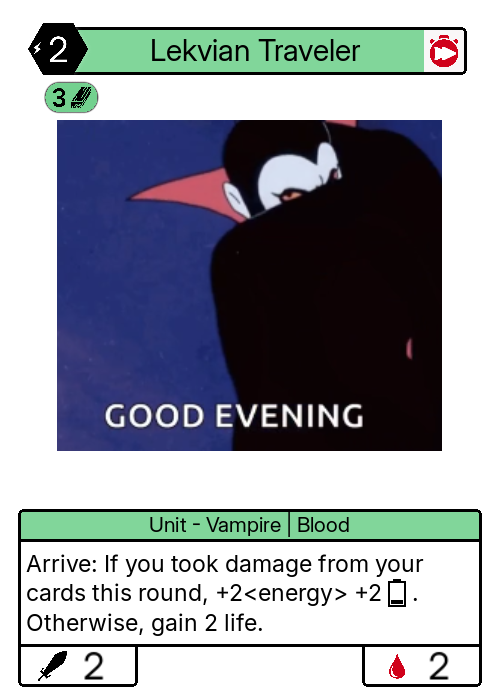 2
Lekvian Traveler
3
GOOD EVENING
Unit - Vampire | Blood
Arrive: If you took damage from your
cards this round, +2<energy> +2 .
Otherwise, gain 2 life.
2
2